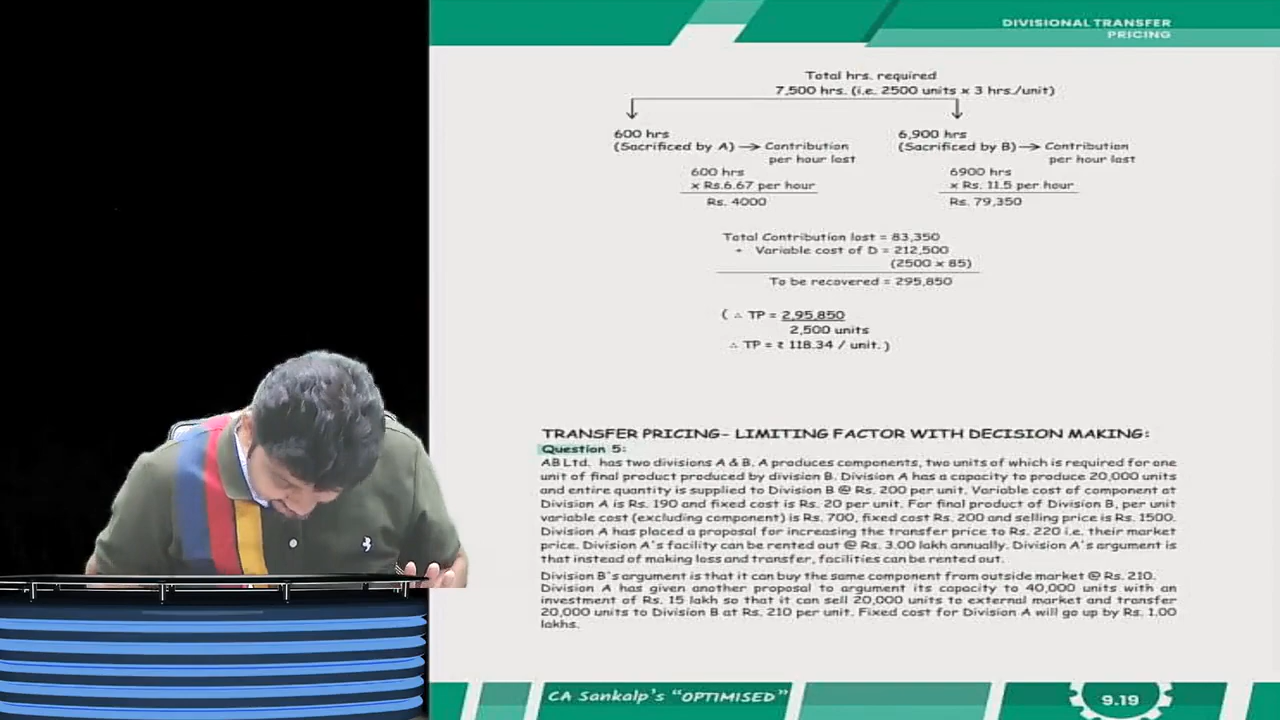 DIVISIONAL TRANSFER
PRICING
Total hrs. required
7,500 hrs. (i.e. 2500 units x 3 hrs./unit)
600 hrs 6,900 hrs
(Sacrificed by A) → Contribution (Sacrificed by B) → Contribution
per hour lost per hour lost
600 hrs 6900 hrs
x Rs.6.67 per hour x Rs. 11.5 per hour
Rs. 4000 Rs. 79,350
Total Contribution lost = 83,350
+ Variable cost of D = 212,500
(2500 x 85)
To be recovered = 295,850
( ∴ TP = 2,95,850
2,500 units
∴ TP = ₹ 118.34 / unit. )
TRANSFER PRICING- LIMITING FACTOR WITH DECISION MAKING:
Question 5:
AB Ltd. has two divisions A & B. A produces components, two units of which is required for one
unit of final product produced by division B. Division A has a capacity to produce 20,000 units
and entire quantity is supplied to Division B @ Rs. 200 per unit. Variable cost of component at
Division A is Rs. 190 and fixed cost is Rs. 20 per unit. For final product of Division B, per unit
variable cost (excluding component) is Rs. 700, fixed cost Rs. 200 and selling price is Rs. 1500.
Division A has placed a proposal for increasing the transfer price to Rs. 220 i.e. their market
price. Division A's facility can be rented out @ Rs. 3.00 lakh annually. Division A's argument is
that instead of making loss and transfer, facilities can be rented out.
Division B's argument is that it can buy the same component from outside market @ Rs. 210.
Division A has given another proposal to argument its capacity to 40,000 units with an
investment of Rs. 15 lakh so that it can sell 20,000 units to external market and transfer
20,000 units to Division B at Rs. 210 per unit. Fixed cost for Division A will go up by Rs. 1.00
lakhs.
CA Sankalp's "OPTIMISED"
9.19